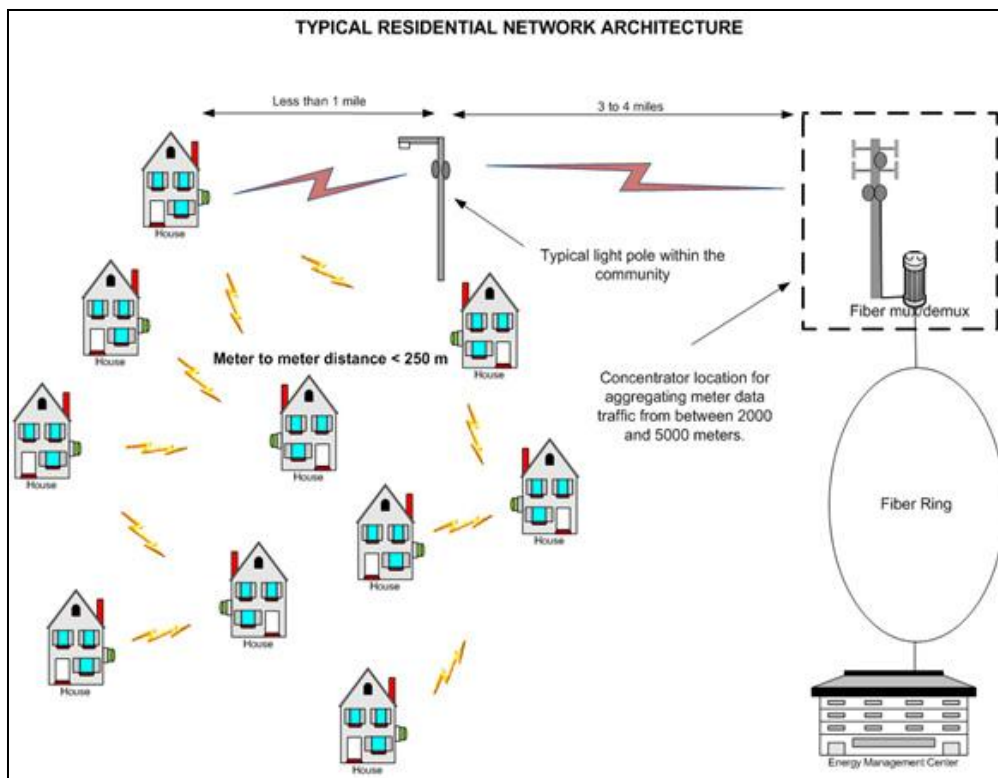 TYPICAL RESIDENTIAL NETWORK ARCHITECTURE
Less than 1 mile
3 to 4 miles
House
Typical light pole within the
community
Fiber mux/demux
House
Meter to meter distance < 250 m
House
Concentrator location for
aggregating meter data
traffic from between 2000
and 5000 meters.
House
House
Fiber Ring
House
House
House
House
House
Energy Management Center